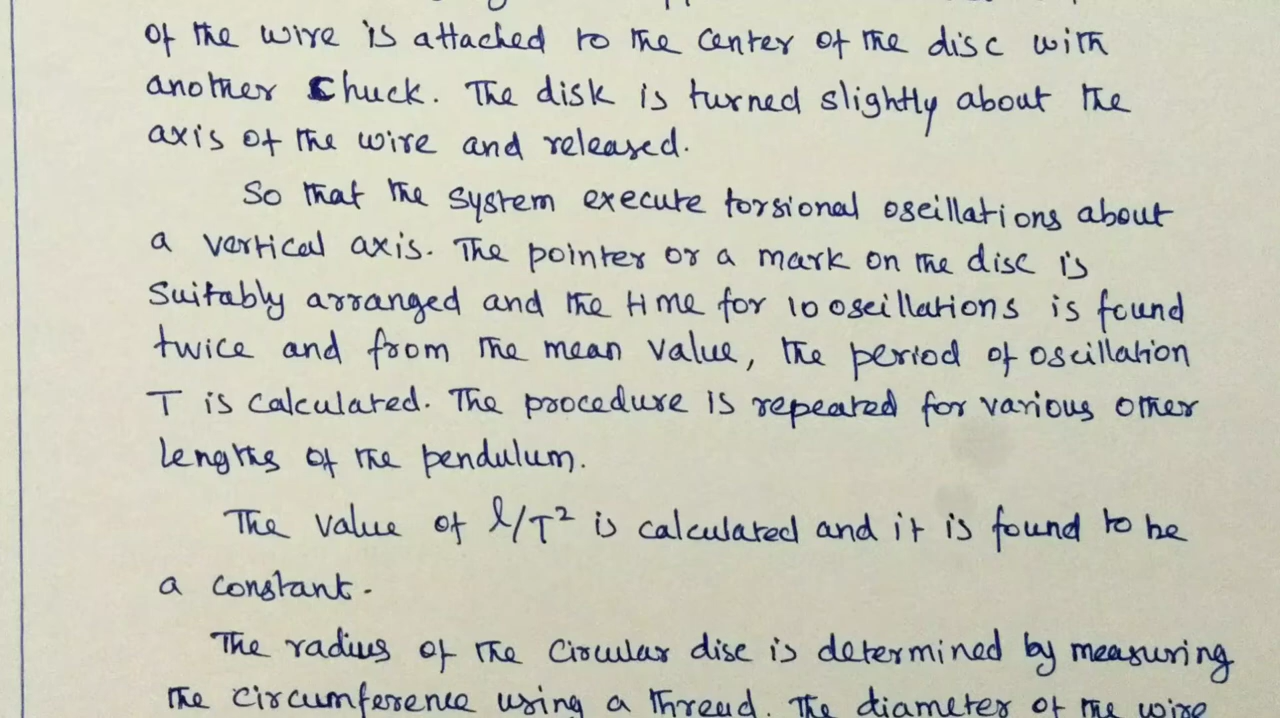 of the wire is attached to the center of the disc with
another chuck. The disk is turned slightly about the
axis of the wire and released.
So that the system execute torsional oscillations about
a vertical axis. The pointer or a mark on the disc is
suitably arranged and the time for 10 oscillations is found
twice and from the mean value, the period of oscillation
T is calculated. The procedure is repeated for various other
lengths of the pendulum.
The value of l/T² is calculated and it is found to be
a constant.
The radius of the circular disc is determined by measuring
the circumference using a thread. The diameter of the wire